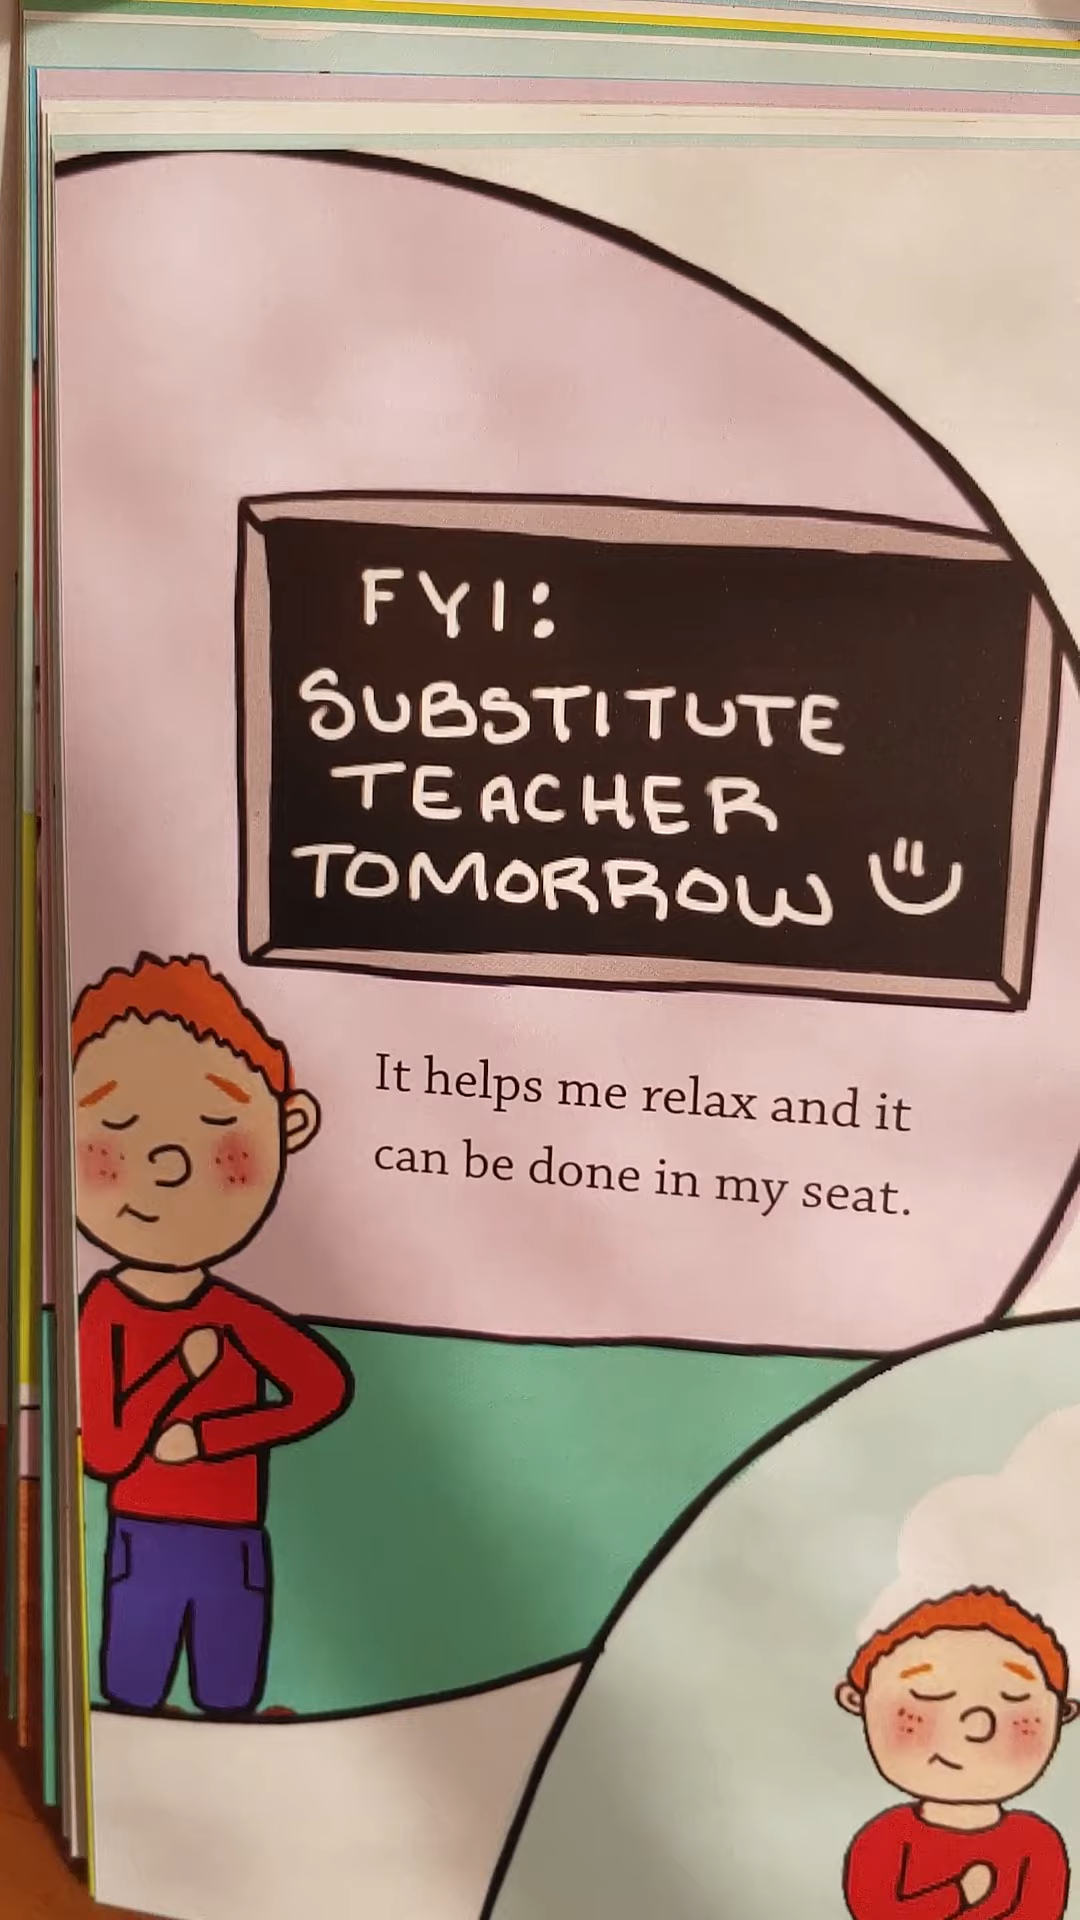 FYI:
SUBSTITUTE
TEACHER
TOMORROW
It helps me relax and it
can be done in my seat.